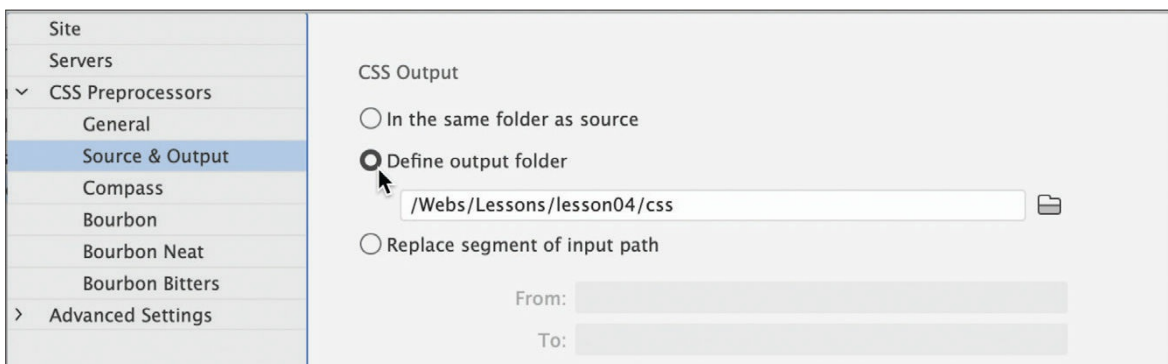 Site
Servers
CSS Preprocessors
General
Source & Output
Compass
Bourbon
Bourbon Neat
Bourbon Bitters
Advanced Settings
CSS Output
In the same folder as source
Define output folder
/Webs/Lessons/lesson04/css
Replace segment of input path
From:
To: